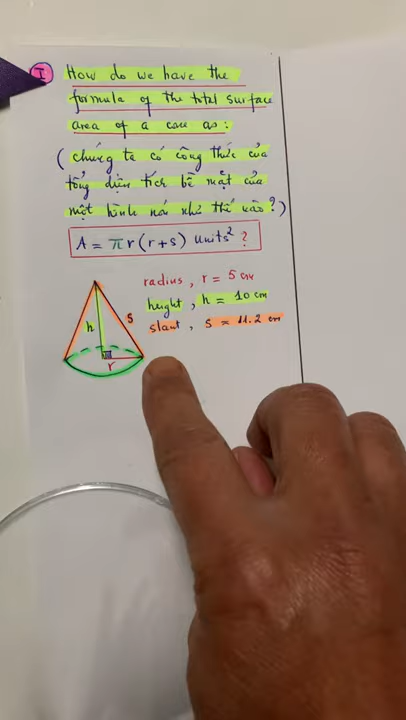 I How do we have the
formula of the total surface
area of a cone as:
(chúng ta có công thức của
tổng diện tích bề mặt của
một hình nón như thế nào?)
A = πr(r+s) units² ?
radius, r = 5 cm
height, h = 10 cm
slant, s ≈ 11.2 cm
h
s
r